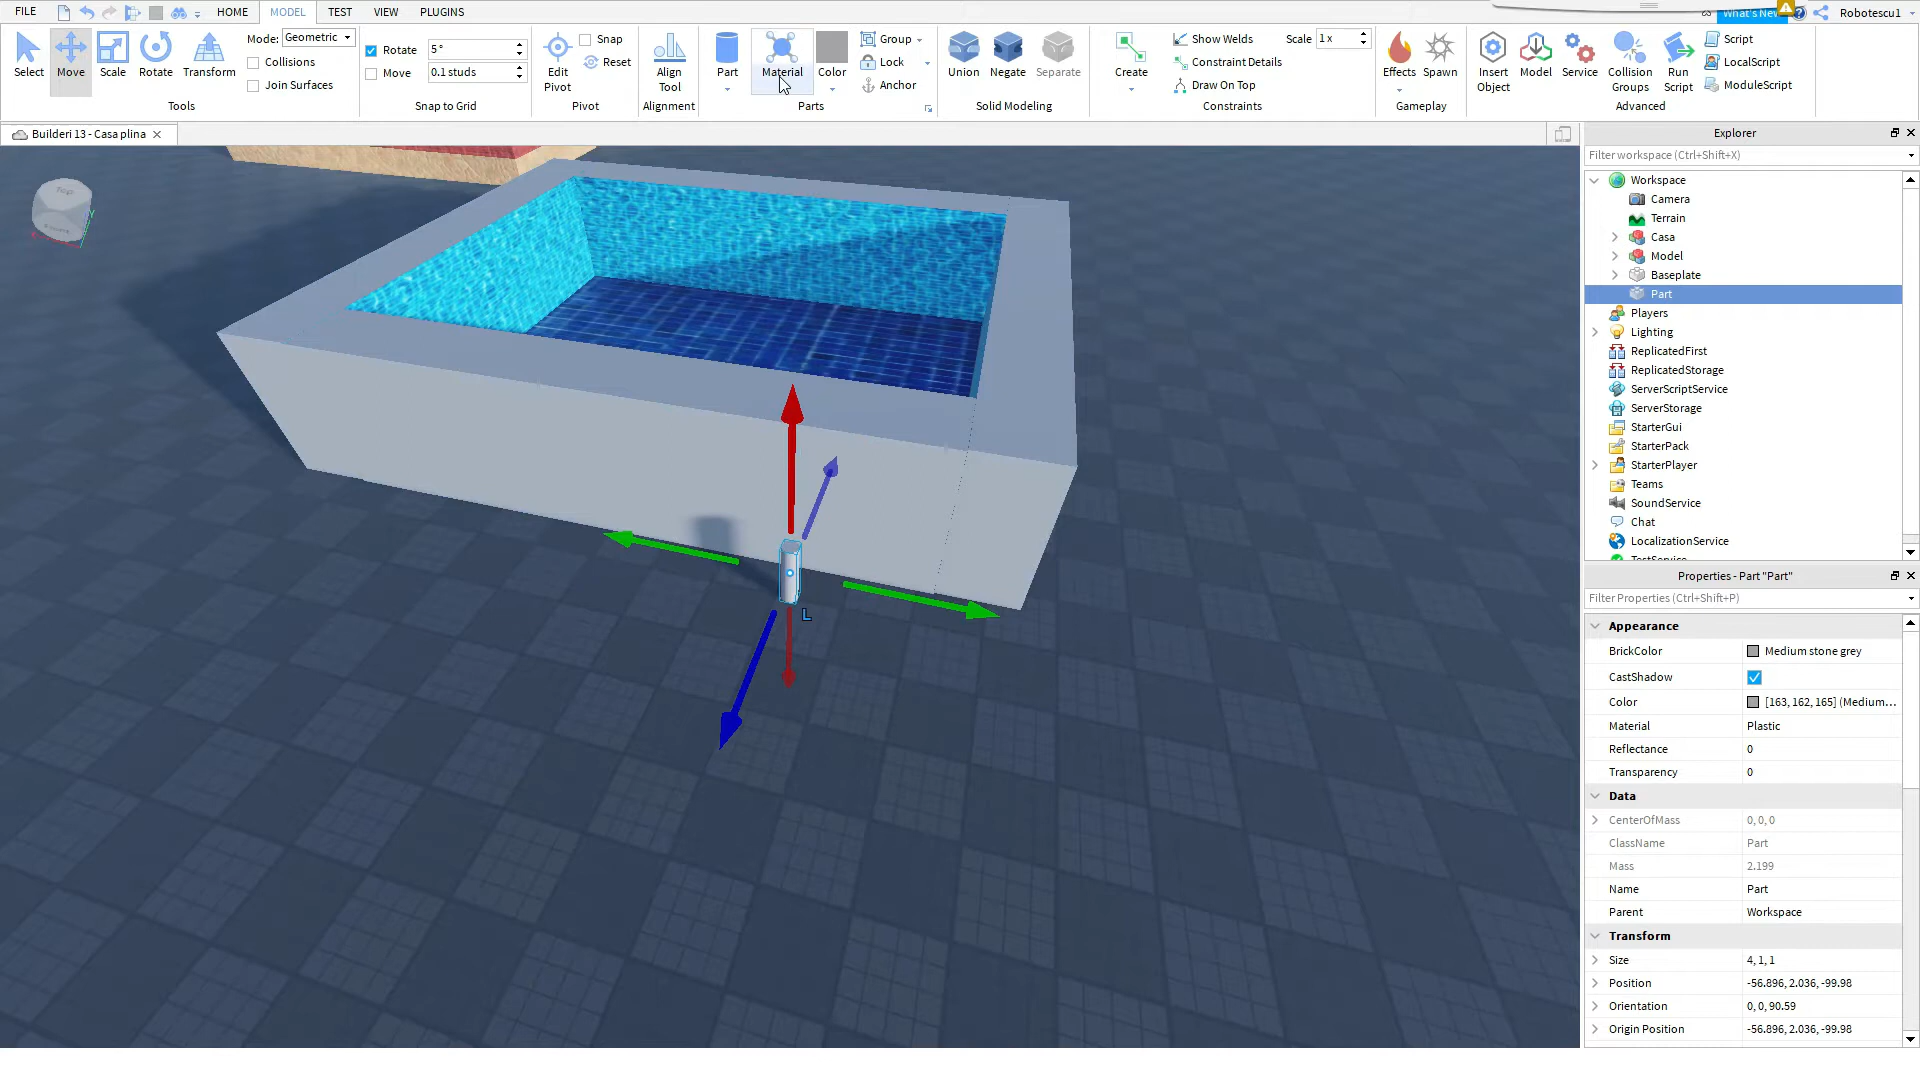 FILE HOME MODEL TEST VIEW PLUGINS What's New Robotescu1
Select Move Scale Rotate Transform
Mode: Geometric
Collisions
Join Surfaces
Tools
Rotate 5°
Move 0.1 studs
Snap to Grid
Edit Pivot
Snap
Reset
Pivot
Align Tool
Alignment
Part Material Color
Group
Lock
Anchor
Parts
Union Negate Separate
Solid Modeling
Create
Show Welds Scale 1 x
Constraint Details
Draw On Top
Constraints
Effects Spawn
Gameplay
Insert Object
Model Service
Collision Groups
Run Script
Script
LocalScript
ModuleScript
Advanced
Builderi 13 - Casa plina
Top
L
Explorer
Filter workspace (Ctrl+Shift+X)
Workspace
Camera
Terrain
Casa
Model
Baseplate
Part
Players
Lighting
ReplicatedFirst
ReplicatedStorage
ServerScriptService
ServerStorage
StarterGui
StarterPack
StarterPlayer
Teams
SoundService
Chat
LocalizationService
TestService
Properties - Part "Part"
Filter Properties (Ctrl+Shift+P)
Appearance
BrickColor Medium stone grey
CastShadow
Color [163, 162, 165] (Medium...
Material Plastic
Reflectance 0
Transparency 0
Data
CenterOfMass 0, 0, 0
ClassName Part
Mass 2.199
Name Part
Parent Workspace
Transform
Size 4, 1, 1
Position -56.896, 2.036, -99.98
Orientation 0, 0, 90.59
Origin Position -56.896, 2.036, -99.98